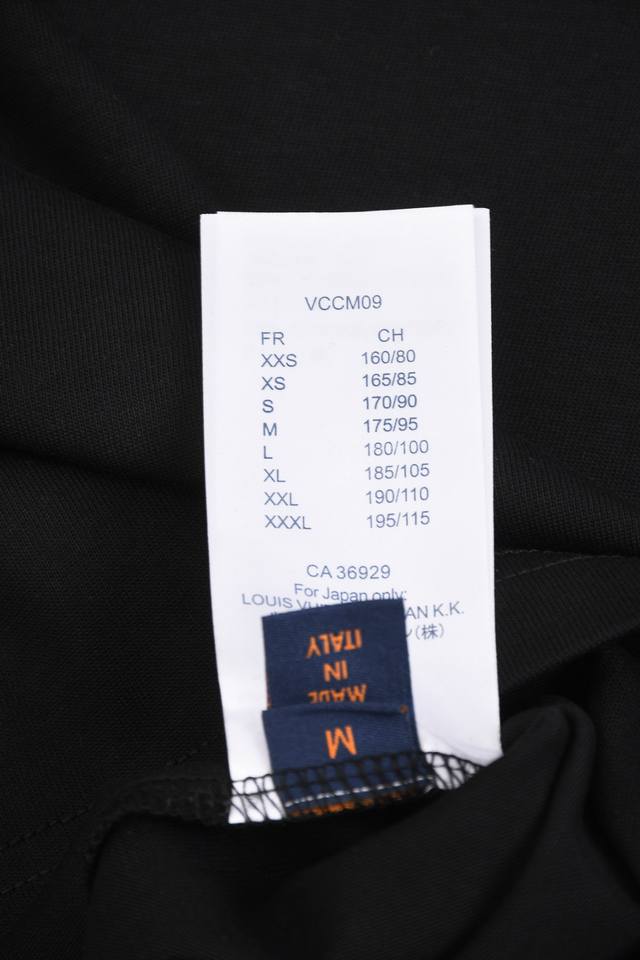 VCCM09
FR CH
XXS 160/80
XS 165/85
S 170/90
M 175/95
L 180/100
XL 185/105
XXL 190/110
XXXL 195/115
CA 36929
For Japan only:
LOUIS AN K.K.
(株)
MADE
IN
ITALY
M